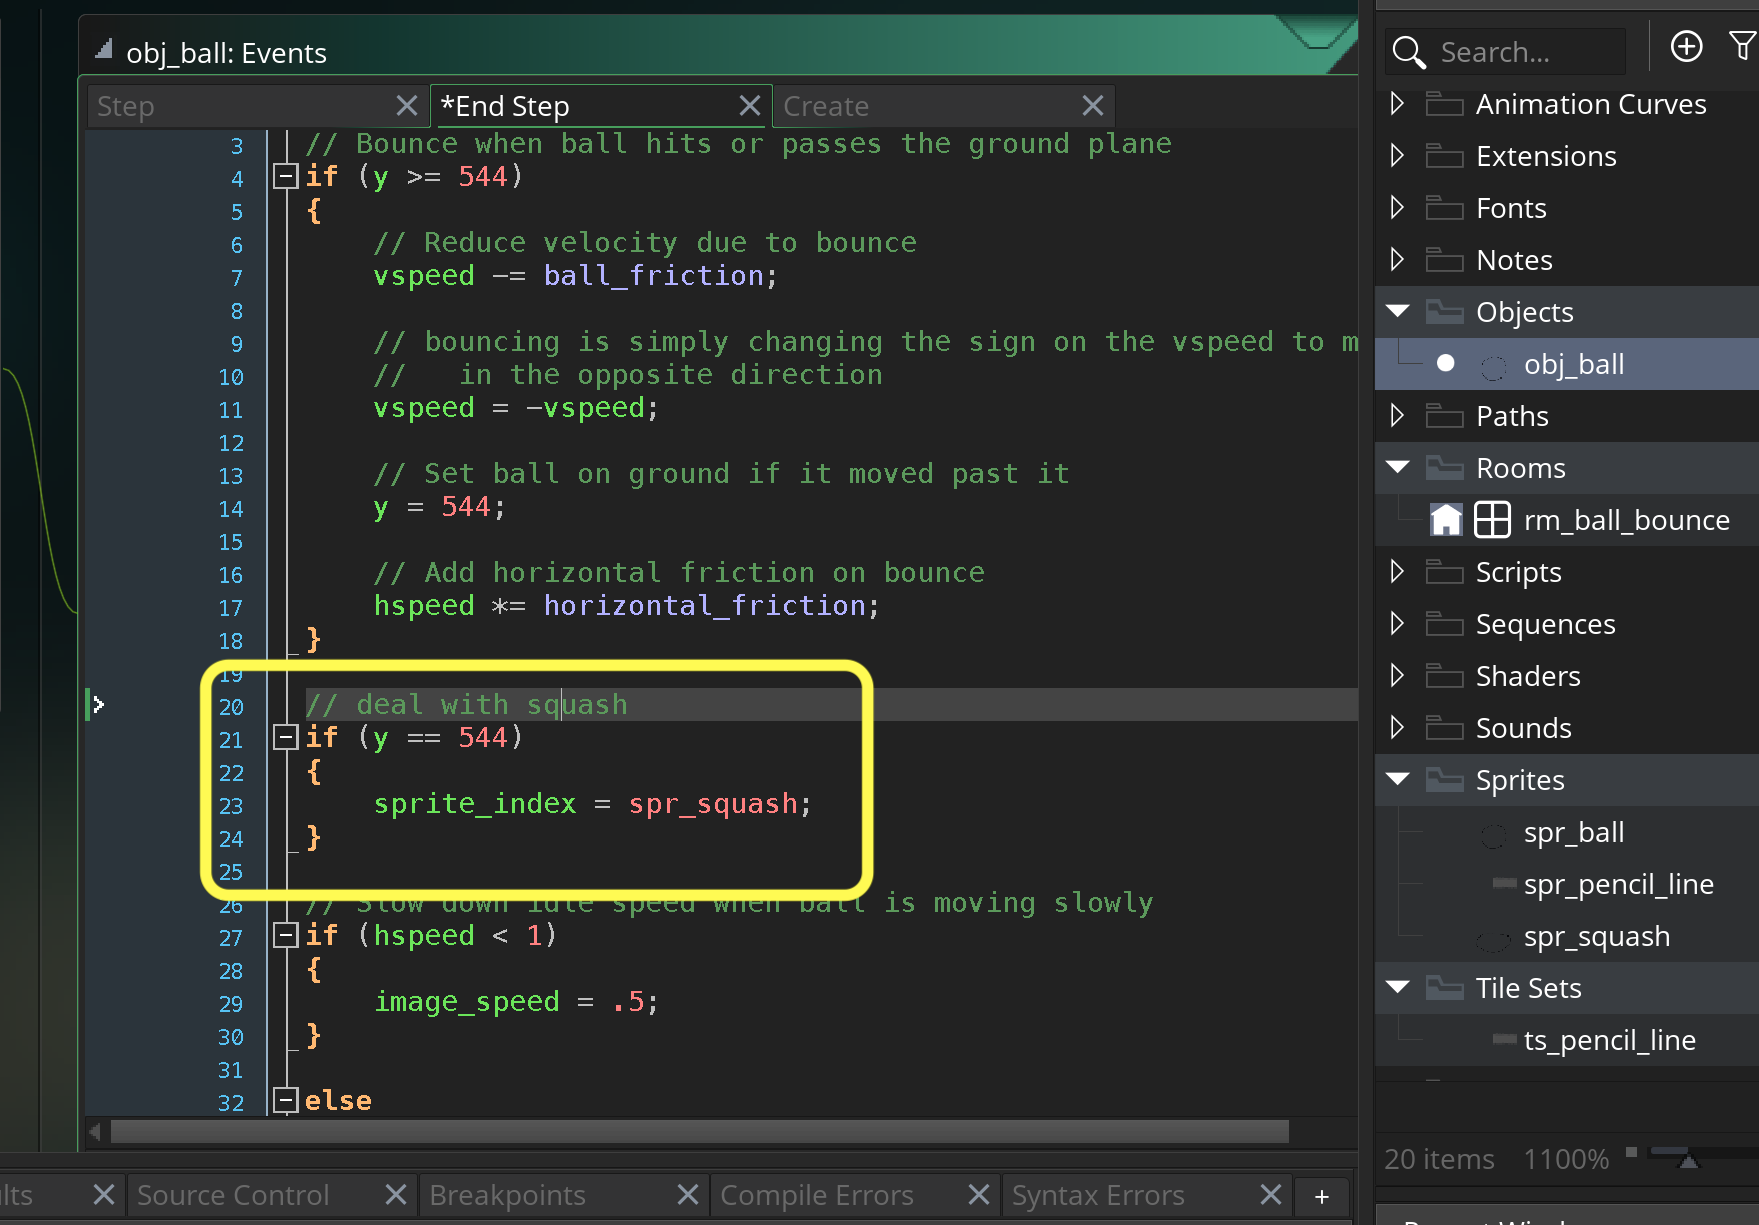 obj_ball: Events
Step
*End Step
Create
3 // Bounce when ball hits or passes the ground plane
4 if (y >= 544)
5 {
6 // Reduce velocity due to bounce
7 vspeed -= ball_friction;
8
9 // bouncing is simply changing the sign on the vspeed to m
10 //   in the opposite direction
11 vspeed = -vspeed;
12
13 // Set ball on ground if it moved past it
14 y = 544;
15
16 // Add horizontal friction on bounce
17 hspeed *= horizontal_friction;
18 }
19
20 // deal with squash
21 if (y == 544)
22 {
23 sprite_index = spr_squash;
24 }
25
26 // Slow down idle speed when ball is moving slowly
27 if (hspeed < 1)
28 {
29 image_speed = .5;
30 }
31
32 else
lts
Source Control
Breakpoints
Compile Errors
Syntax Errors
+
Search...
Animation Curves
Extensions
Fonts
Notes
Objects
obj_ball
Paths
Rooms
rm_ball_bounce
Scripts
Sequences
Shaders
Sounds
Sprites
spr_ball
spr_pencil_line
spr_squash
Tile Sets
ts_pencil_line
20 items 1100%